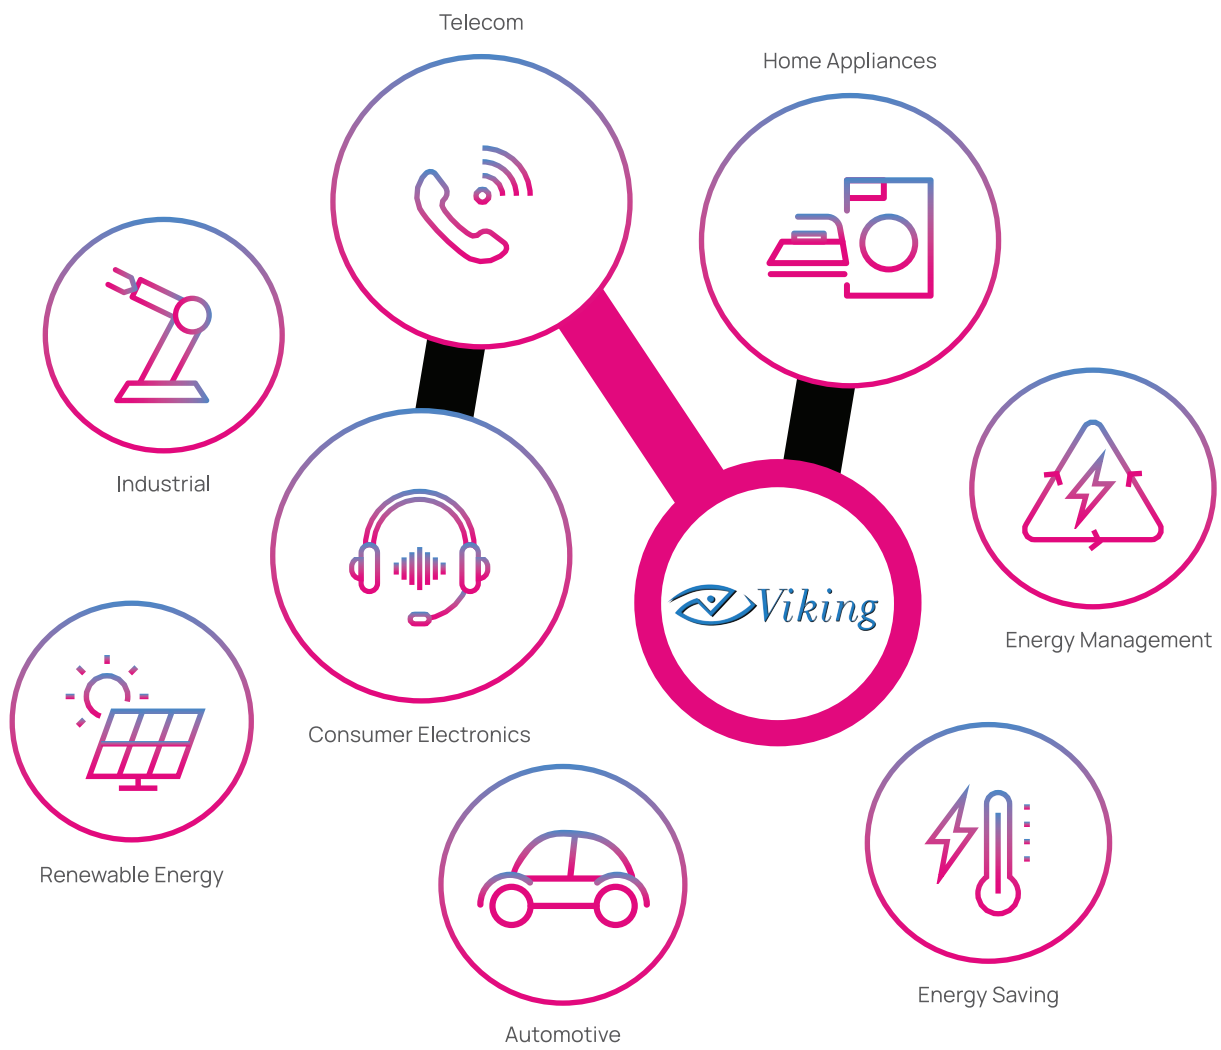 Telecom
Home Appliances
Industrial
Viking
Energy Management
Consumer Electronics
Renewable Energy
Energy Saving
Automotive